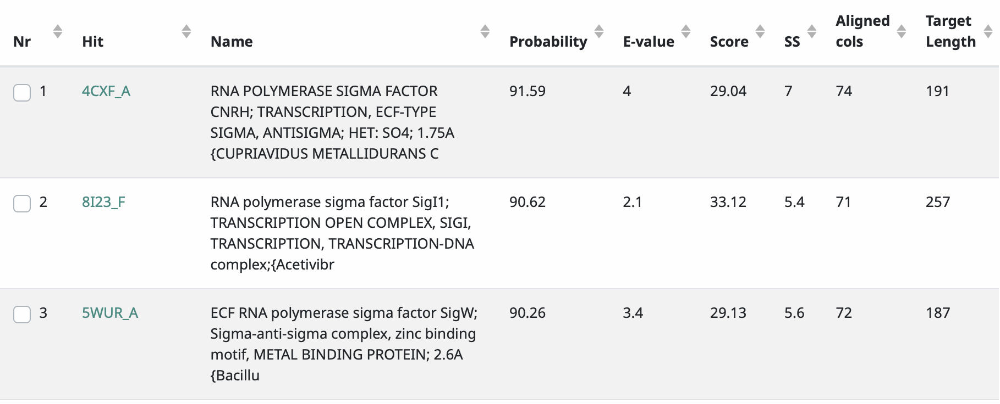 Nr Hit Name Probability E-value Score SS Aligned cols Target Length
1 4CXF_A RNA POLYMERASE SIGMA FACTOR 91.59 4 29.04 7 74 191
CNRH; TRANSCRIPTION, ECF-TYPE
SIGMA, ANTISIGMA; HET: SO4; 1.75A
{CUPRIAVIDUS METALLIDURANS C
2 8I23_F RNA polymerase sigma factor SigI1; 90.62 2.1 33.12 5.4 71 257
TRANSCRIPTION OPEN COMPLEX, SIGI,
TRANSCRIPTION, TRANSCRIPTION-DNA
complex;{Acetivibr
3 5WUR_A ECF RNA polymerase sigma factor SigW; 90.26 3.4 29.13 5.6 72 187
Sigma-anti-sigma complex, zinc binding
motif, METAL BINDING PROTEIN; 2.6A
{Bacillu